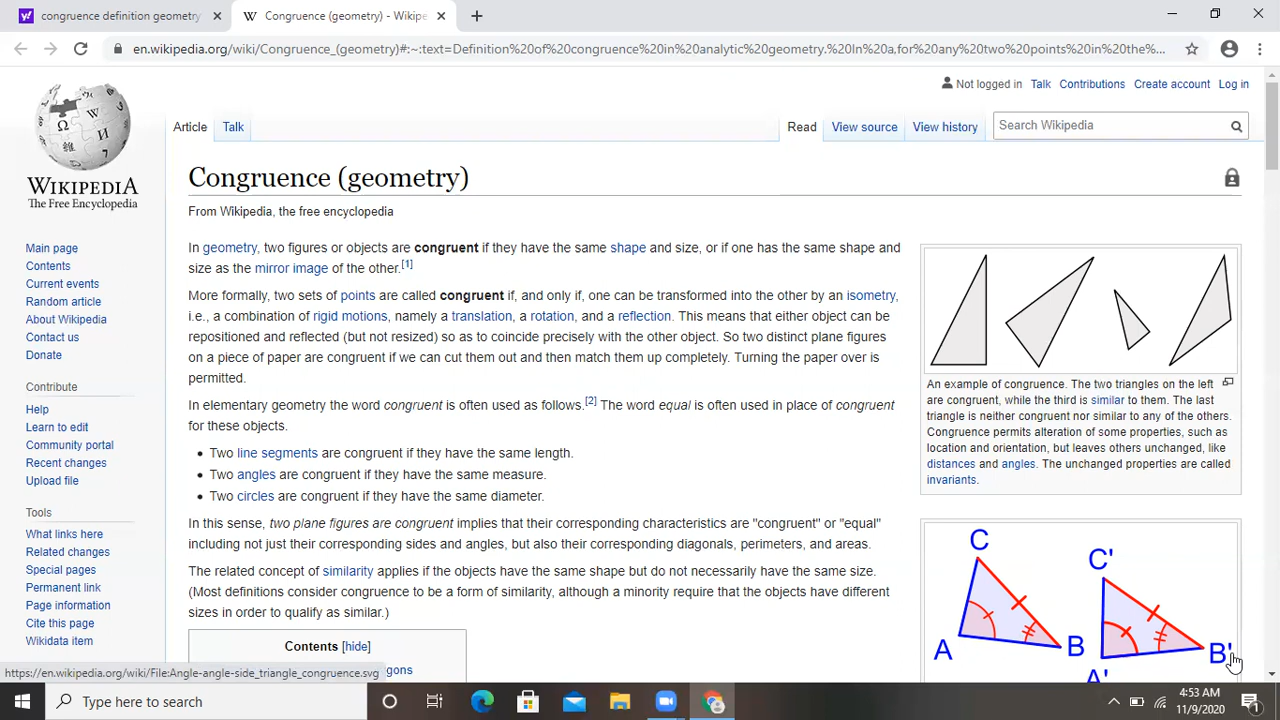 congruence definition geometry
Congruence (geometry) - Wikipe
en.wikipedia.org/wiki/Congruence_(geometry)#:~:text=Definition%20of%20congruence%20in%20analytic%20geometry.%20In%20a.for%20any%20two%20points%20in%20the%...
Not logged in Talk Contributions Create account Log in
Article Talk Read View source View history Search Wikipedia
WIKIPEDIA
The Free Encyclopedia
Main page
Contents
Current events
Random article
About Wikipedia
Contact us
Donate
Contribute
Help
Learn to edit
Community portal
Recent changes
Upload file
Tools
What links here
Related changes
Special pages
Permanent link
Page information
Cite this page
Wikidata item
Congruence (geometry)
From Wikipedia, the free encyclopedia
In geometry, two figures or objects are congruent if they have the same shape and size, or if one has the same shape and
size as the mirror image of the other.[1]
More formally, two sets of points are called congruent if, and only if, one can be transformed into the other by an isometry,
i.e., a combination of rigid motions, namely a translation, a rotation, and a reflection. This means that either object can be
repositioned and reflected (but not resized) so as to coincide precisely with the other object. So two distinct plane figures
on a piece of paper are congruent if we can cut them out and then match them up completely. Turning the paper over is
permitted.
In elementary geometry the word congruent is often used as follows.[2] The word equal is often used in place of congruent
for these objects.
• Two line segments are congruent if they have the same length.
• Two angles are congruent if they have the same measure.
• Two circles are congruent if they have the same diameter.
In this sense, two plane figures are congruent implies that their corresponding characteristics are "congruent" or "equal"
including not just their corresponding sides and angles, but also their corresponding diagonals, perimeters, and areas.
The related concept of similarity applies if the objects have the same shape but do not necessarily have the same size.
(Most definitions consider congruence to be a form of similarity, although a minority require that the objects have different
sizes in order to qualify as similar.)
Contents [hide]
gons
An example of congruence. The two triangles on the left
are congruent, while the third is similar to them. The last
triangle is neither congruent nor similar to any of the others.
Congruence permits alteration of some properties, such as
location and orientation, but leaves others unchanged, like
distances and angles. The unchanged properties are called
invariants.
C
C'
A
B
B'
A'
https://en.wikipedia.org/wiki/File:Angle-angle-side_triangle_congruence.svg
Type here to search
4:53 AM
11/9/2020
1